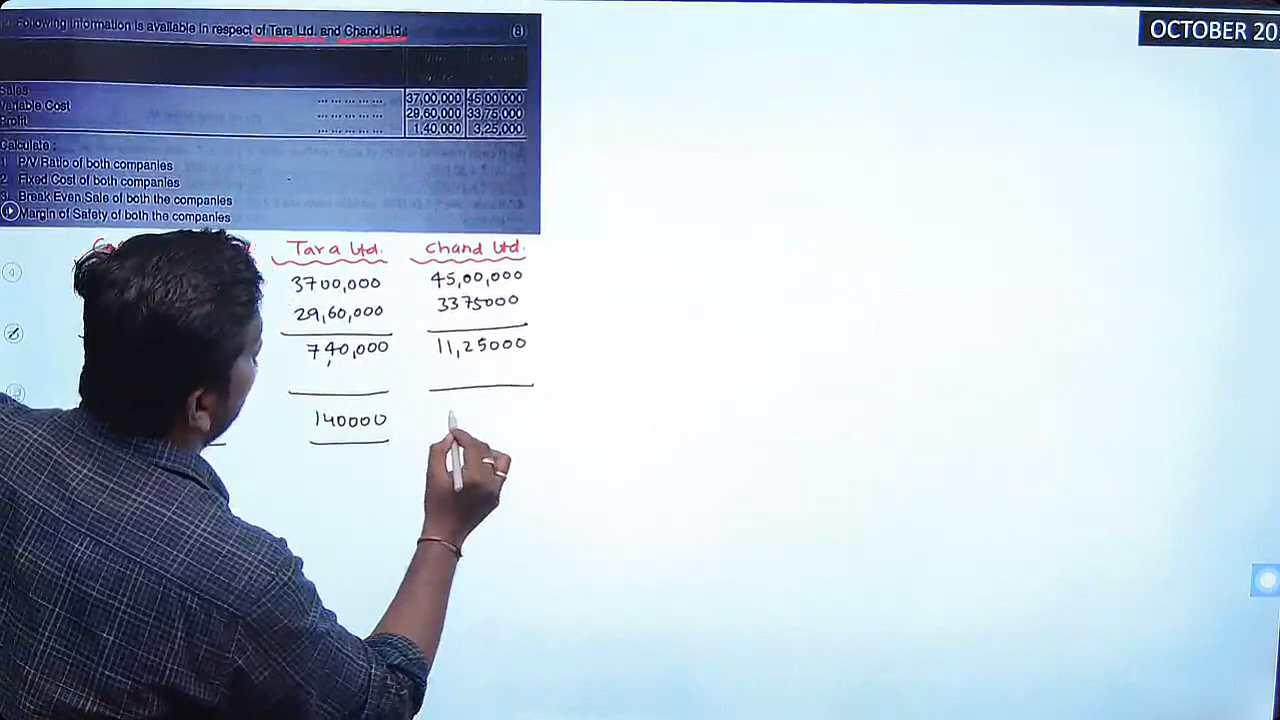 Following information is available in respect of Tara Ltd. and Chand Ltd.: (8)
Sales ... ... ... ... ... 37,00,000 45,00,000
Variable Cost ... ... ... ... ... 29,60,000 33,75,000
Profit ... ... ... ... ... 1,40,000 3,25,000
Calculate :
1 P/V Ratio of both companies
2 Fixed Cost of both companies
3 Break Even Sale of both the companies
Margin of Safety of both the companies
OCTOBER 20
Tara Ltd. Chand Ltd.
3700,000 45,00,000
29,60,000 3375000
7,40,000 11,25000
140000